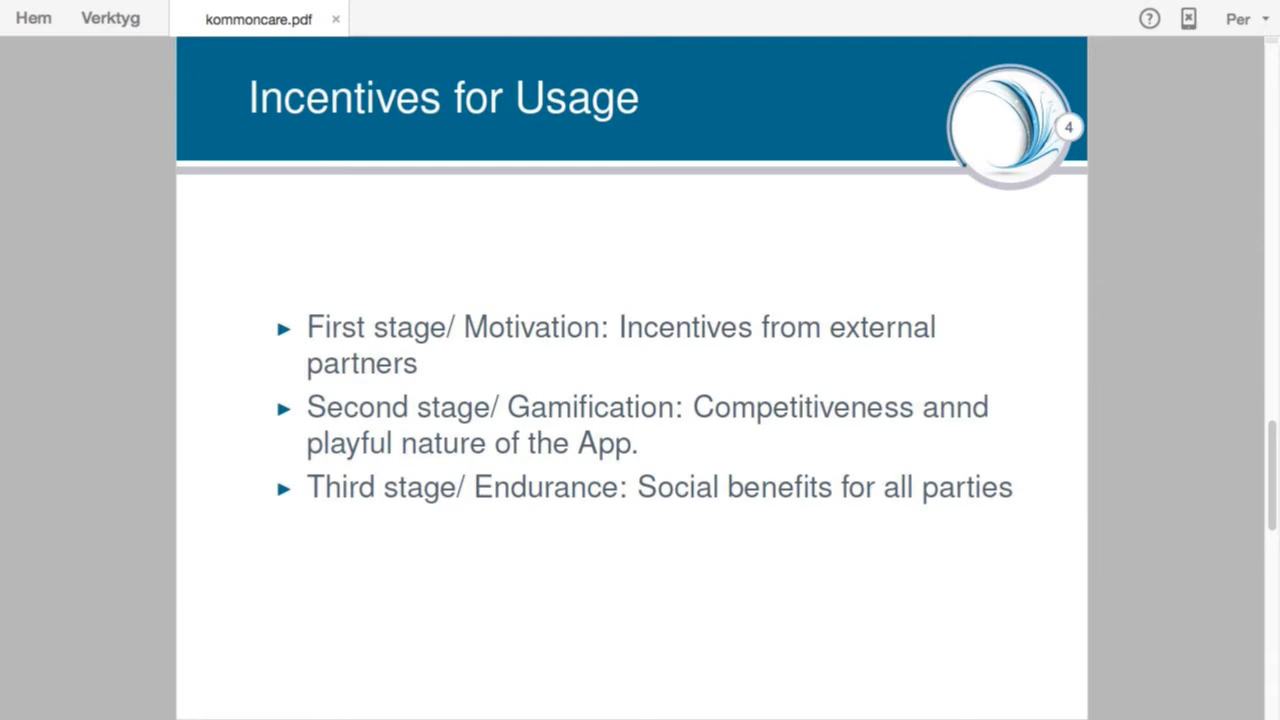 Hem Verktyg kommoncare.pdf × ? Per
Incentives for Usage
4
► First stage/ Motivation: Incentives from external
partners
► Second stage/ Gamification: Competitiveness annd
playful nature of the App.
► Third stage/ Endurance: Social benefits for all parties